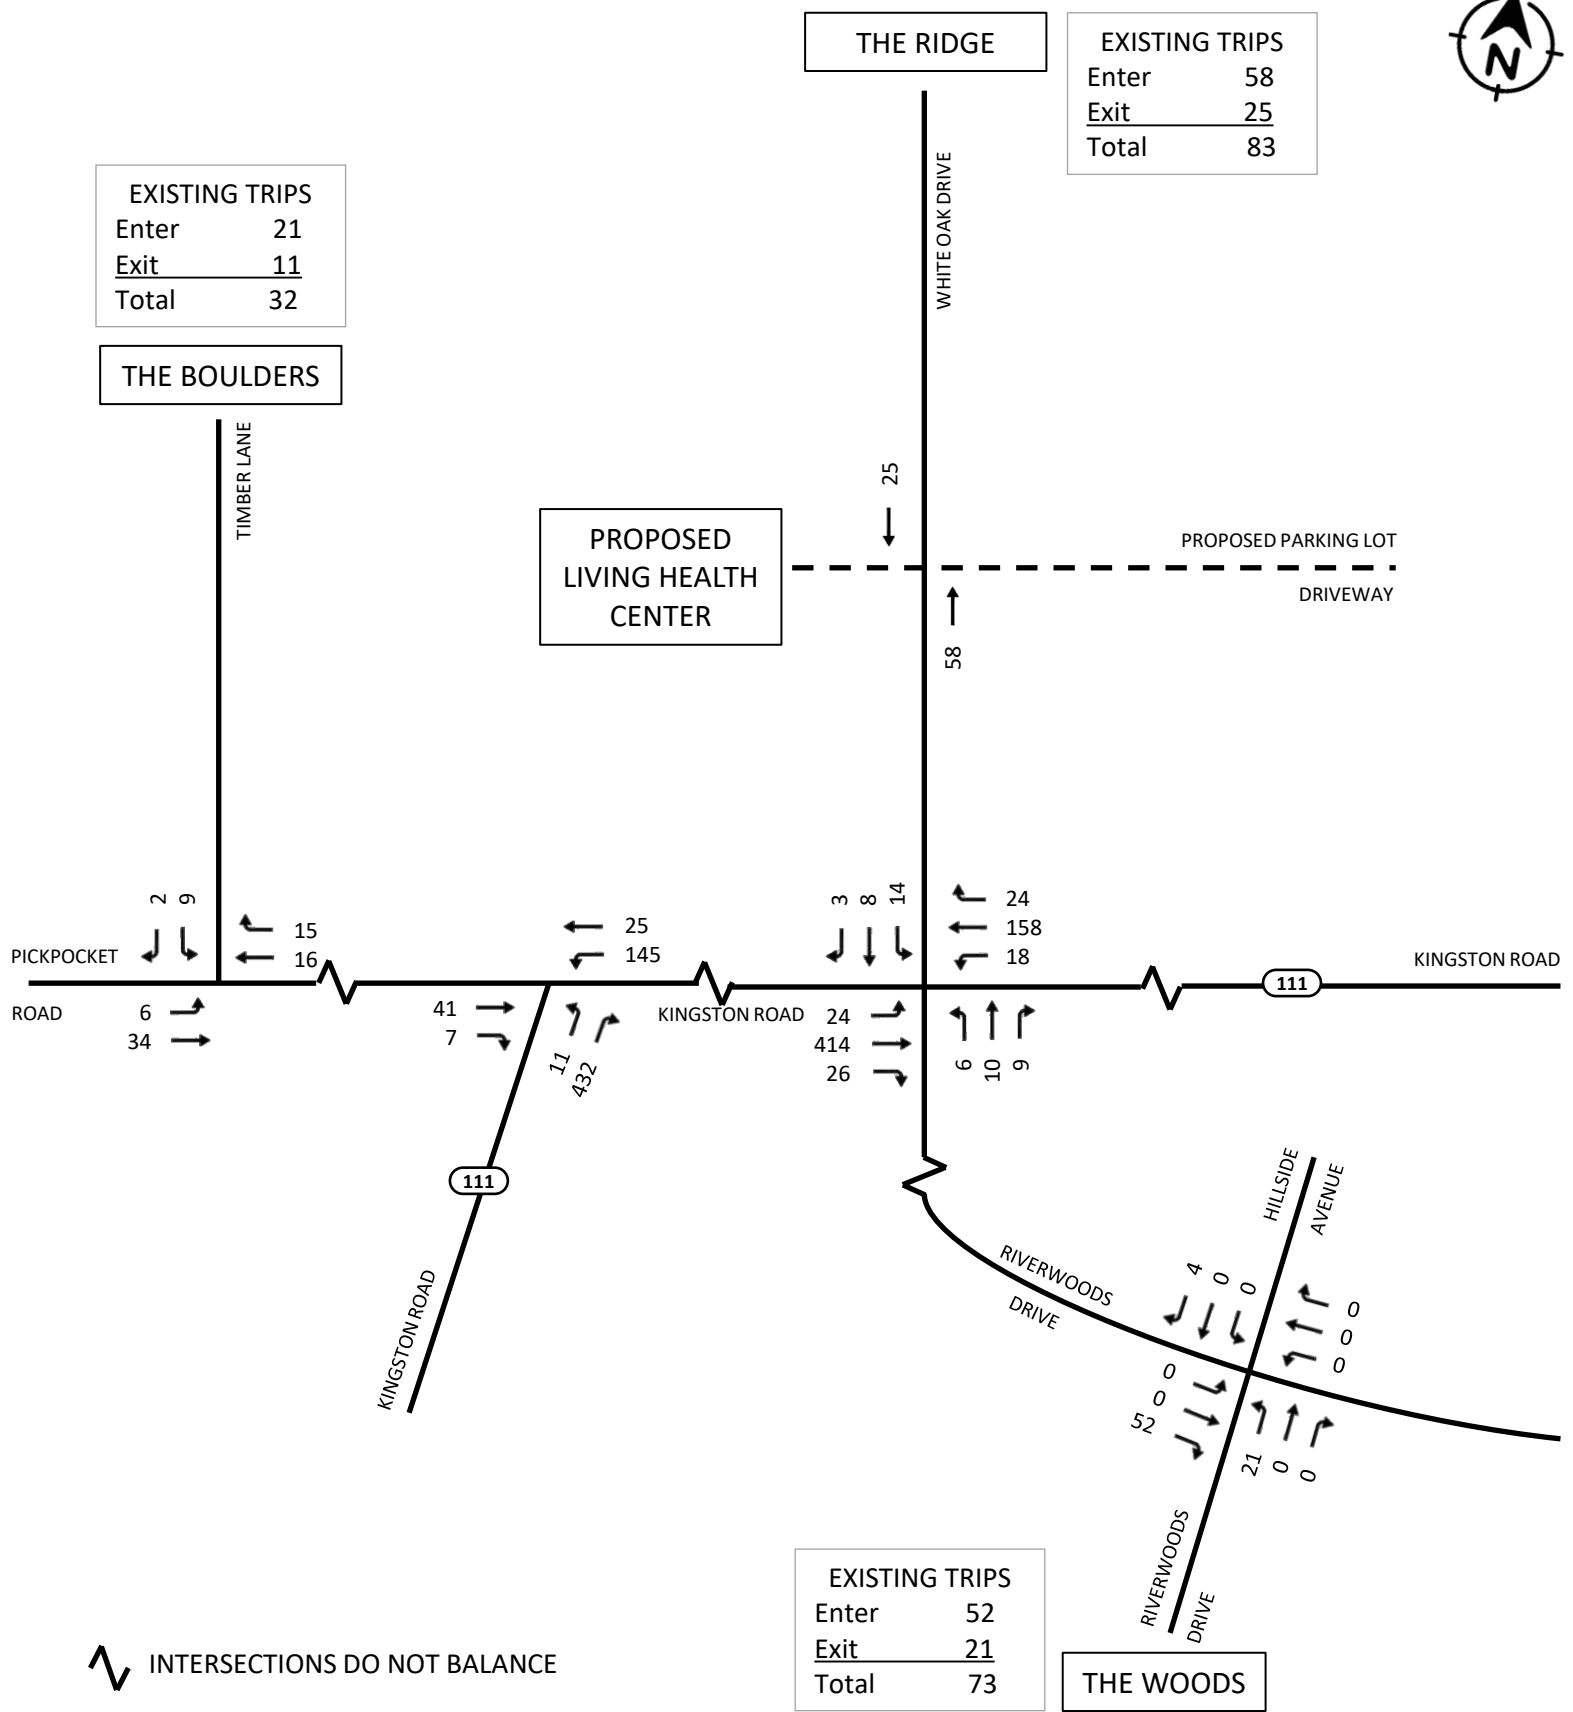 THE RIDGE
EXISTING TRIPS
Enter 58
Exit 25
Total 83
N
WHITE OAK DRIVE
EXISTING TRIPS
Enter 21
Exit 11
Total 32
THE BOULDERS
TIMBER LANE
25
PROPOSED
LIVING HEALTH
CENTER
PROPOSED PARKING LOT
DRIVEWAY
58
2
9
15
16
PICKPOCKET
ROAD
6
34
25
145
41
7
11
432
KINGSTON ROAD
3
8
14
24
158
18
24
414
26
6
10
9
KINGSTON ROAD
111
111
KINGSTON ROAD
RIVERWOODS
DRIVE
HILLSIDE
AVENUE
4
0
0
0
0
0
0
0
52
21
0
0
RIVERWOODS
DRIVE
EXISTING TRIPS
Enter 52
Exit 21
Total 73
THE WOODS
INTERSECTIONS DO NOT BALANCE